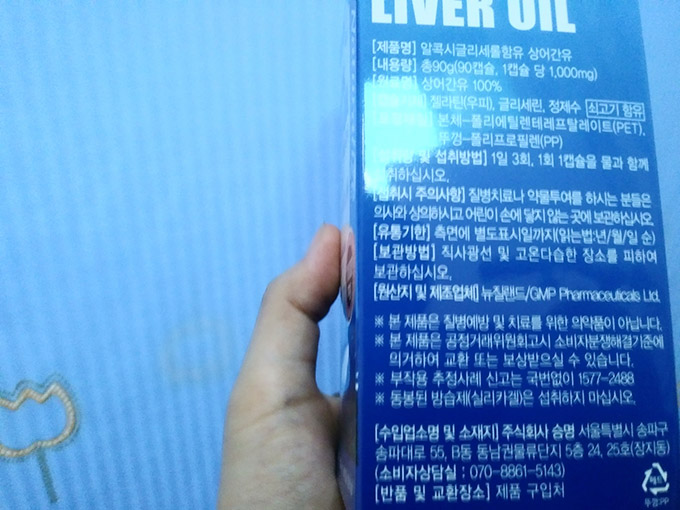 LIVER OIL
[제품명] 알콕시글리세롤함유 상어간유
[내용량] 총90g(90캡슐, 1캡슐 당 1,000mg)
상어간유 100%
젤라틴(우피), 글리세린, 정제수 쇠고기 함유
본체-폴리에틸렌테레프탈레이트(PET),
뚜껑-폴리프로필렌(PP)
및 섭취방법] 1일 3회, 1회 1캡슐을 물과 함께
취하십시오.
[섭취시 주의사항] 질병치료나 약물투여를 하시는 분들은
의사와 상의하시고 어린이 손에 닿지 않는 곳에 보관하십시오.
[유통기한] 측면에 별도표시일까지(읽는법:년/월/일 순)
[보관방법] 직사광선 및 고온다습한 장소를 피하여
보관하십시오.
[원산지 및 제조업체] 뉴질랜드/GMP Pharmaceuticals Ltd.
※ 본 제품은 질병예방 및 치료를 위한 의약품이 아닙니다.
※ 본 제품은 공정거래위원회고시 소비자분쟁해결기준에
의거하여 교환 또는 보상받으실 수 있습니다.
※ 부작용 추정사례 신고는 국번없이 1577-2488
※ 동봉된 방습제(실리카겔)은 섭취하지 마십시오.
[수입업소명 및 소재지] 주식회사 승명 서울특별시 송파구
송파대로 55, B동 동남권물류단지 5층 24, 25호(장지동)
(소비자상담실 : 070-8861-5143)
[반품 및 교환장소] 제품 구입처
뚜껑:PP